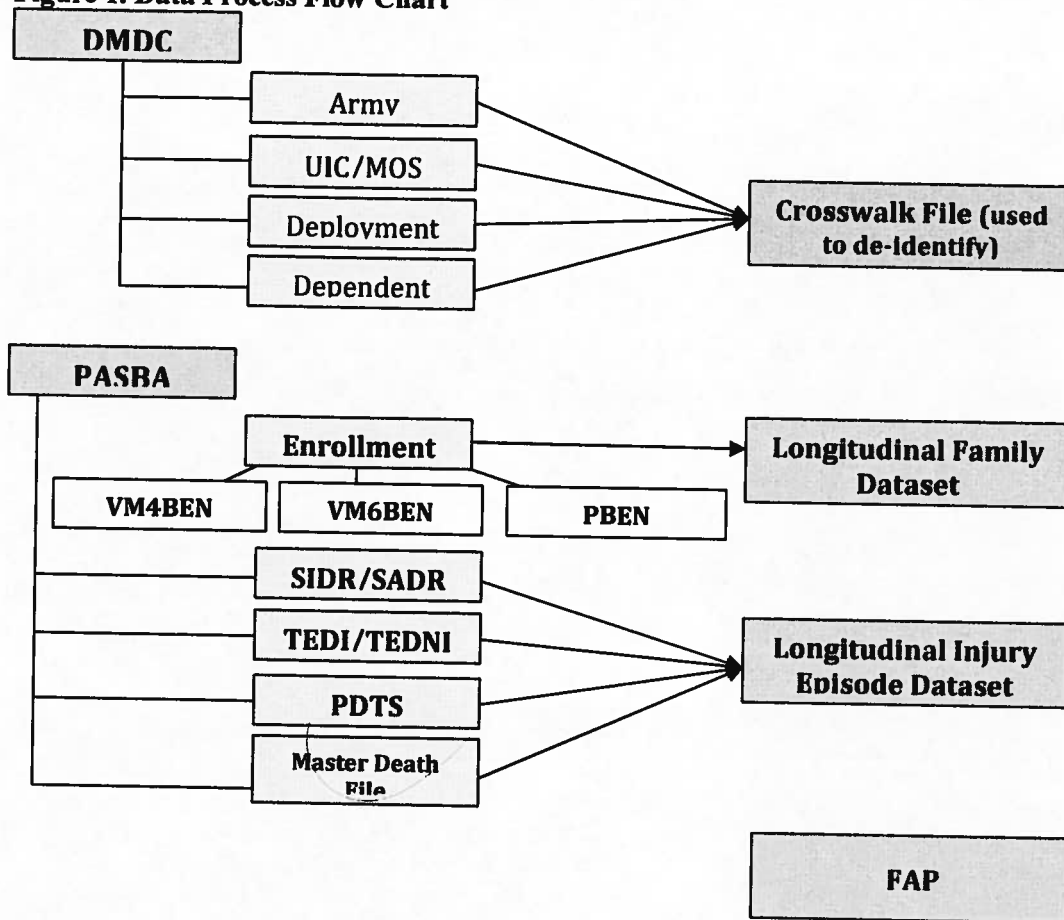 Figure 1. Data Process Flow Chart
DMDC
Army
UIC/MOS
Deployment
Dependent
Crosswalk File (used
to de-identify)
PASBA
Enrollment
VM4BEN
VM6BEN
PBEN
Longitudinal Family
Dataset
SIDR/SADR
TEDI/TEDNI
PDTS
Master Death
File
Longitudinal Injury
Episode Dataset
FAP